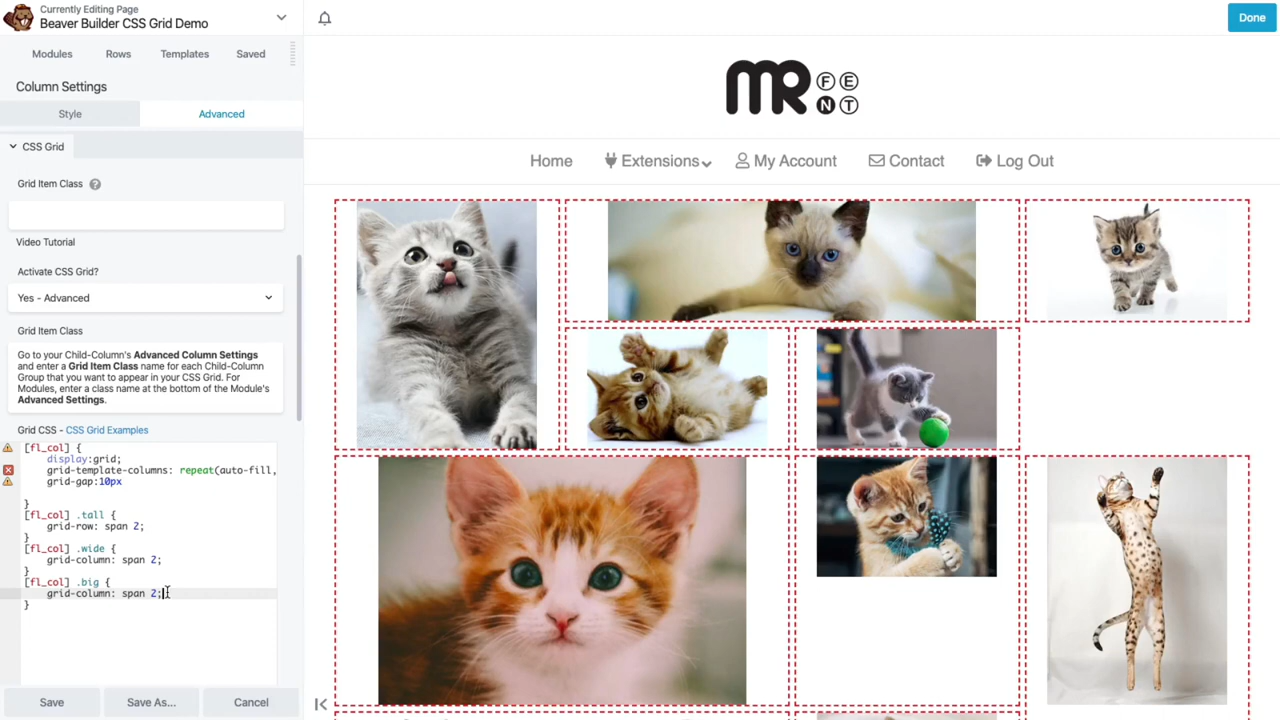 Currently Editing Page
Beaver Builder CSS Grid Demo
Done
Modules Rows Templates Saved
Column Settings
Style Advanced
CSS Grid
Grid Item Class ?
Video Tutorial
Activate CSS Grid?
Yes - Advanced
Grid Item Class
Go to your Child-Column's Advanced Column Settings
and enter a Grid Item Class name for each Child-Column
Group that you want to appear in your CSS Grid. For
Modules, enter a class name at the bottom of the Module's
Advanced Settings.
Grid CSS - CSS Grid Examples
[fl_col] {
display:grid;
grid-template-columns: repeat(auto-fill,
grid-gap:10px
}
[fl_col] .tall {
grid-row: span 2;
}
[fl_col] .wide {
grid-column: span 2;
}
[fl_col] .big {
grid-column: span 2;
}
Save Save As... Cancel
MR FE
NT
Home Extensions My Account Contact Log Out